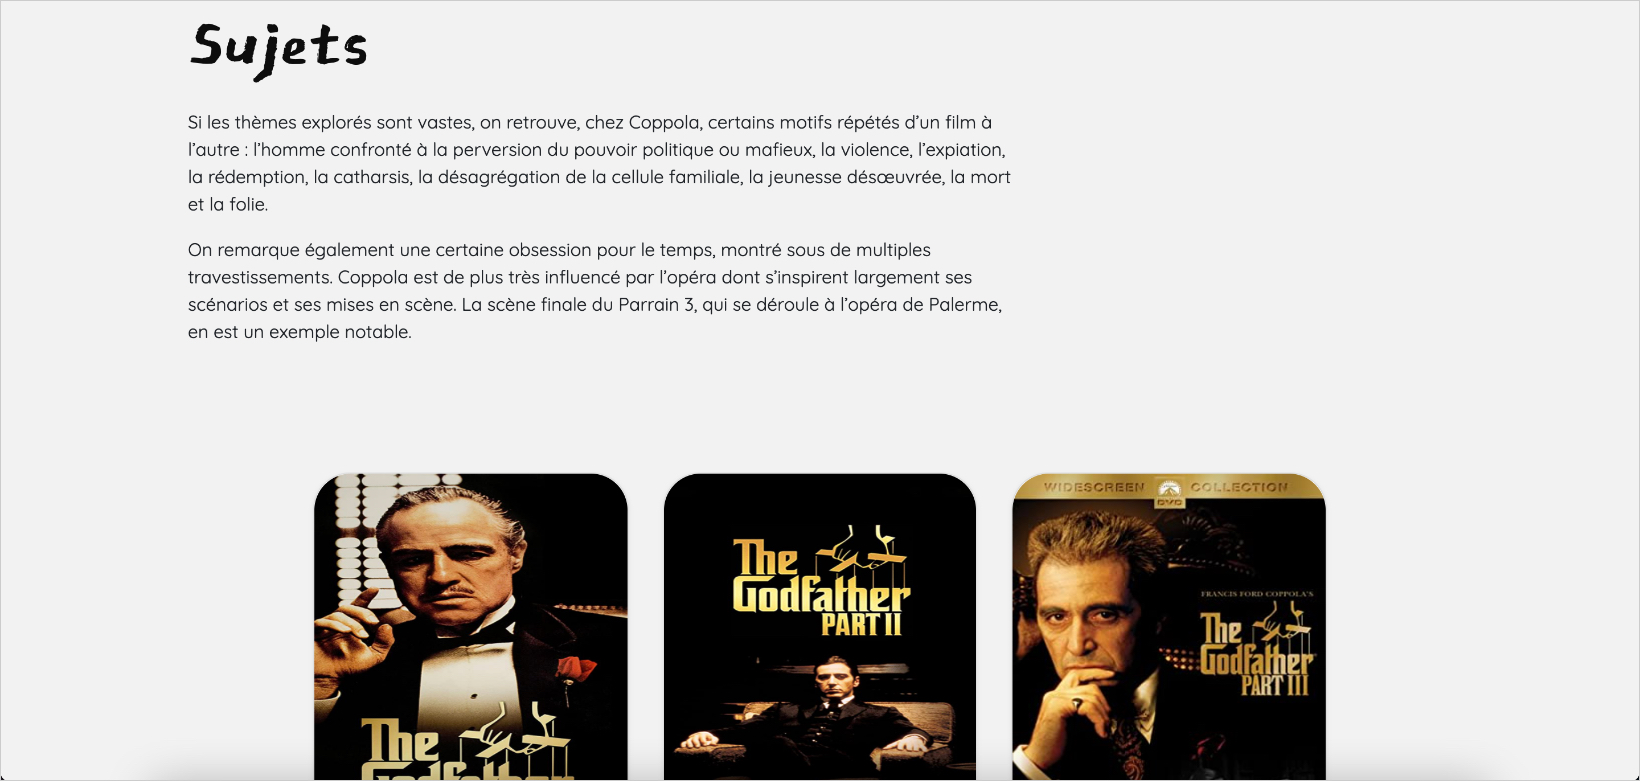 Sujets
Si les thèmes explorés sont vastes, on retrouve, chez Coppola, certains motifs répétés d’un film à
l’autre : l’homme confronté à la perversion du pouvoir politique ou mafieux, la violence, l’expiation,
la rédemption, la catharsis, la désagrégation de la cellule familiale, la jeunesse désœuvrée, la mort
et la folie.
On remarque également une certaine obsession pour le temps, montré sous de multiples
travestissements. Coppola est de plus très influencé par l’opéra dont s’inspirent largement ses
scénarios et ses mises en scène. La scène finale du Parrain 3, qui se déroule à l’opéra de Palerme,
en est un exemple notable.
The
Godfather
The
Godfather
PART II
WIDESCREEN COLLECTION
DVD
FRANCIS FORD COPPOLA'S
The
Godfather
PART III